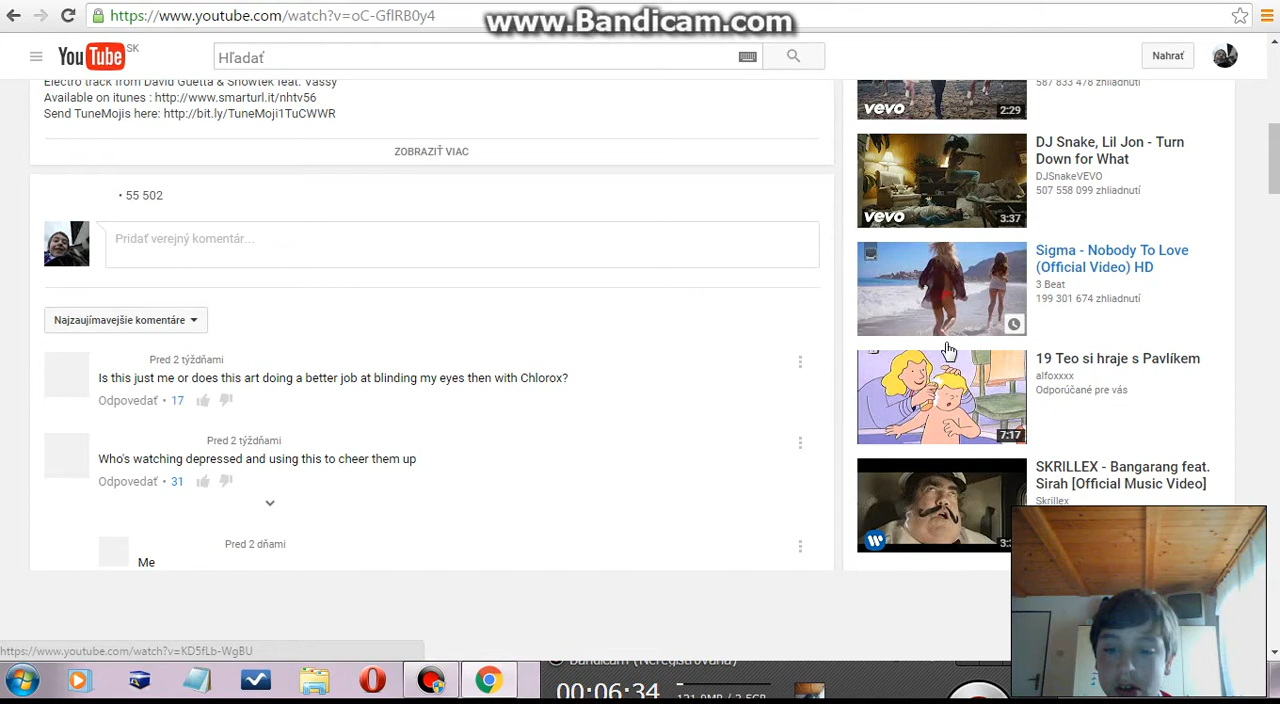 https://www.youtube.com/watch?v=oC-GflRB0y4
www.Bandicam.com
YouTube SK
Hľadať
Nahrať
Electro track from David Guetta & Showtek feat. Vassy
Available on itunes : http://www.smarturl.it/nhtv56
Send TuneMojis here: http://bit.ly/TuneMoji1TuDWWR
ZOBRAZIŤ VIAC
• 55 502
Pridať verejný komentár...
Najzaujímavejšie komentáre
Pred 2 týždňami
Is this just me or does this art doing a better job at blinding my eyes then with Chlorox?
Odpovedať • 17
Pred 2 týždňami
Who's watching depressed and using this to cheer them up
Odpovedať • 31
Pred 2 dňami
Me
587 833 478 zhliadnutí
vevo
2:29
DJ Snake, Lil Jon - Turn
Down for What
DJSnakeVEVO
507 558 099 zhliadnutí
vevo
3:37
Sigma - Nobody To Love
(Official Video) HD
3 Beat
199 301 674 zhliadnutí
19 Teo si hraje s Pavlíkem
alfoxxxx
Odporúčané pre vás
7:17
SKRILLEX - Bangarang feat.
Sirah [Official Music Video]
Skrillex
https://www.youtube.com/watch?v=KD5fLb-WgBU
Bandicam (Neregistrovaná)
00:06:34